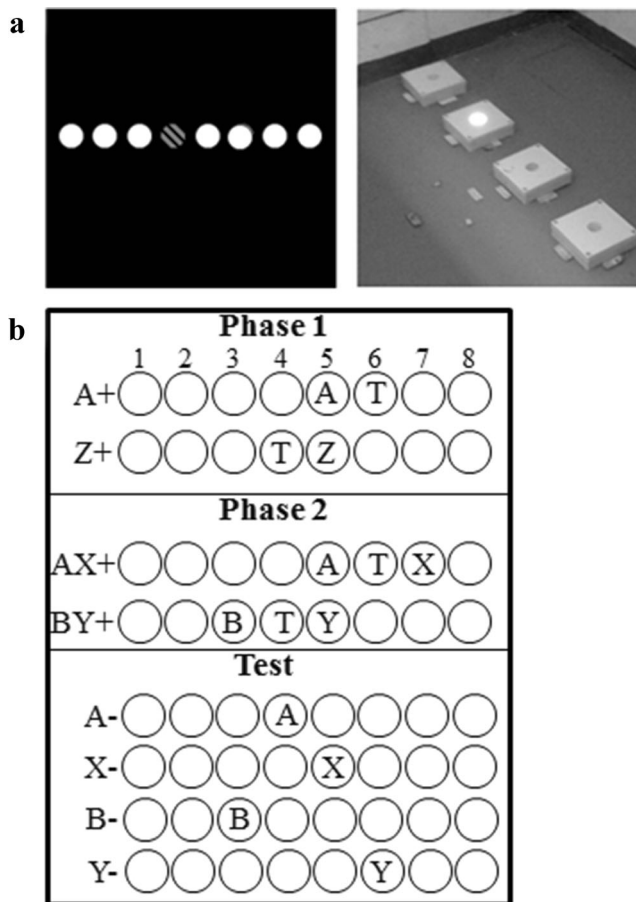 a
b
Phase 1
1 2 3 4 5 6 7 8
A+ A T
Z+ T Z
Phase 2
AX+ A T X
BY+ B T Y
Test
A- A
X- X
B- B
Y- Y